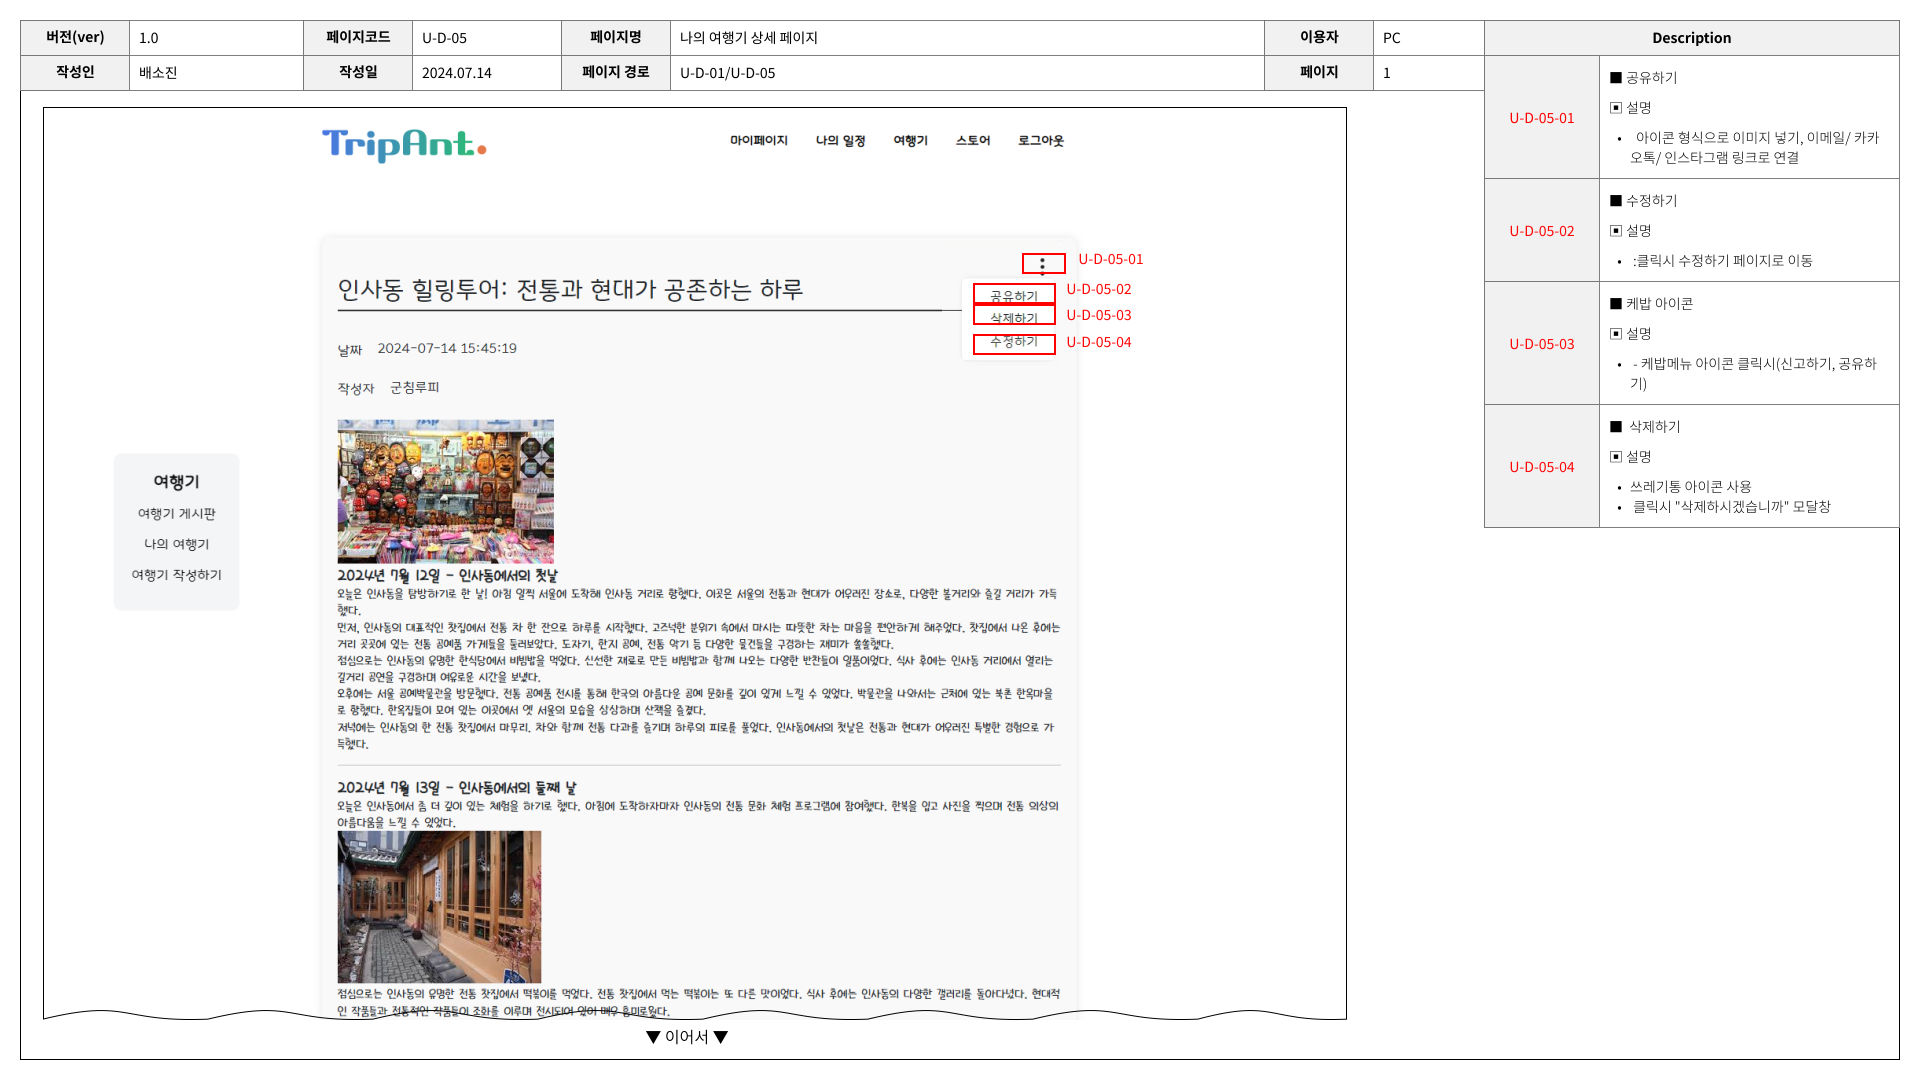 버전(ver) 1.0 페이지코드 U-D-05 페이지명 나의 여행기 상세 페이지 이용자 PC Description
작성인 배소진 작성일 2024.07.14 페이지 경로 U-D-01/U-D-05 페이지 1
TripAnt.
마이페이지 나의 일정 여행기 스토어 로그아웃
U-D-05-01
인사동 힐링투어: 전통과 현대가 공존하는 하루
공유하기 U-D-05-02
삭제하기 U-D-05-03
수정하기 U-D-05-04
날짜 2024-07-14 15:45:19
작성자 군침루피
여행기
여행기 게시판
나의 여행기
여행기 작성하기
2024년 7월 12일 - 인사동에서의 첫날
오늘은 인사동을 탐방하기로 한 날! 아침 일찍 서울에 도착해 인사동 거리로 향했다. 이곳은 서울의 전통과 현대가 어우러진 장소로, 다양한 볼거리와 즐길 거리가 가득
했다.
먼저, 인사동의 대표적인 찻집에서 전통 차 한 잔으로 하루를 시작했다. 고즈넉한 분위기 속에서 마시는 따뜻한 차는 마음을 편안하게 해주었다. 찻집에서 나온 후에는
거리 곳곳에 있는 전통 공예품 가게들을 둘러보았다. 도자기, 한지 공예, 전통 악기 등 다양한 물건들을 구경하는 재미가 쏠쏠했다.
점심으로는 인사동의 유명한 한식당에서 비빔밥을 먹었다. 신선한 재료로 만든 비빔밥과 함께 나오는 다양한 반찬들이 일품이었다. 식사 후에는 인사동 거리에서 열리는
길거리 공연을 구경하며 여유로운 시간을 보냈다.
오후에는 서울 공예박물관을 방문했다. 전통 공예품 전시를 통해 한국의 아름다운 공예 문화를 깊이 있게 느낄 수 있었다. 박물관을 나와서는 근처에 있는 북촌 한옥마을
로 향했다. 한옥집들이 모여 있는 이곳에서 옛 서울의 모습을 상상하며 산책을 즐겼다.
저녁에는 인사동의 한 전통 찻집에서 마무리. 차와 함께 전통 다과를 즐기며 하루의 피로를 풀었다. 인사동에서의 첫날은 전통과 현대가 어우러진 특별한 경험으로 가
득했다.
2024년 7월 13일 - 인사동에서의 둘째 날
오늘은 인사동에서 좀 더 깊이 있는 체험을 하기로 했다. 아침에 도착하자마자 인사동의 전통 문화 체험 프로그램에 참여했다. 한복을 입고 사진을 찍으며 전통 의상의
아름다움을 느낄 수 있었다.
점심으로는 인사동의 유명한 전통 찻집에서 떡볶이를 먹었다. 전통 찻집에서 먹는 떡볶이는 또 다른 맛이었다. 식사 후에는 인사동의 다양한 갤러리를 돌아다녔다. 현대적
인 작품들과 전통적인 작품들이 조화를 이루며 전시되어 있어 매우 흥미로웠다.
▼ 이어서 ▼
U-D-05-01
■ 공유하기
▣ 설명
• 아이콘 형식으로 이미지 넣기, 이메일/ 카카
오톡/ 인스타그램 링크로 연결
U-D-05-02
■ 수정하기
▣ 설명
• :클릭시 수정하기 페이지로 이동
U-D-05-03
■ 케밥 아이콘
▣ 설명
• - 케밥메뉴 아이콘 클릭시(신고하기, 공유하
기)
U-D-05-04
■ 삭제하기
▣ 설명
• 쓰레기통 아이콘 사용
• 클릭시 "삭제하시겠습니까" 모달창